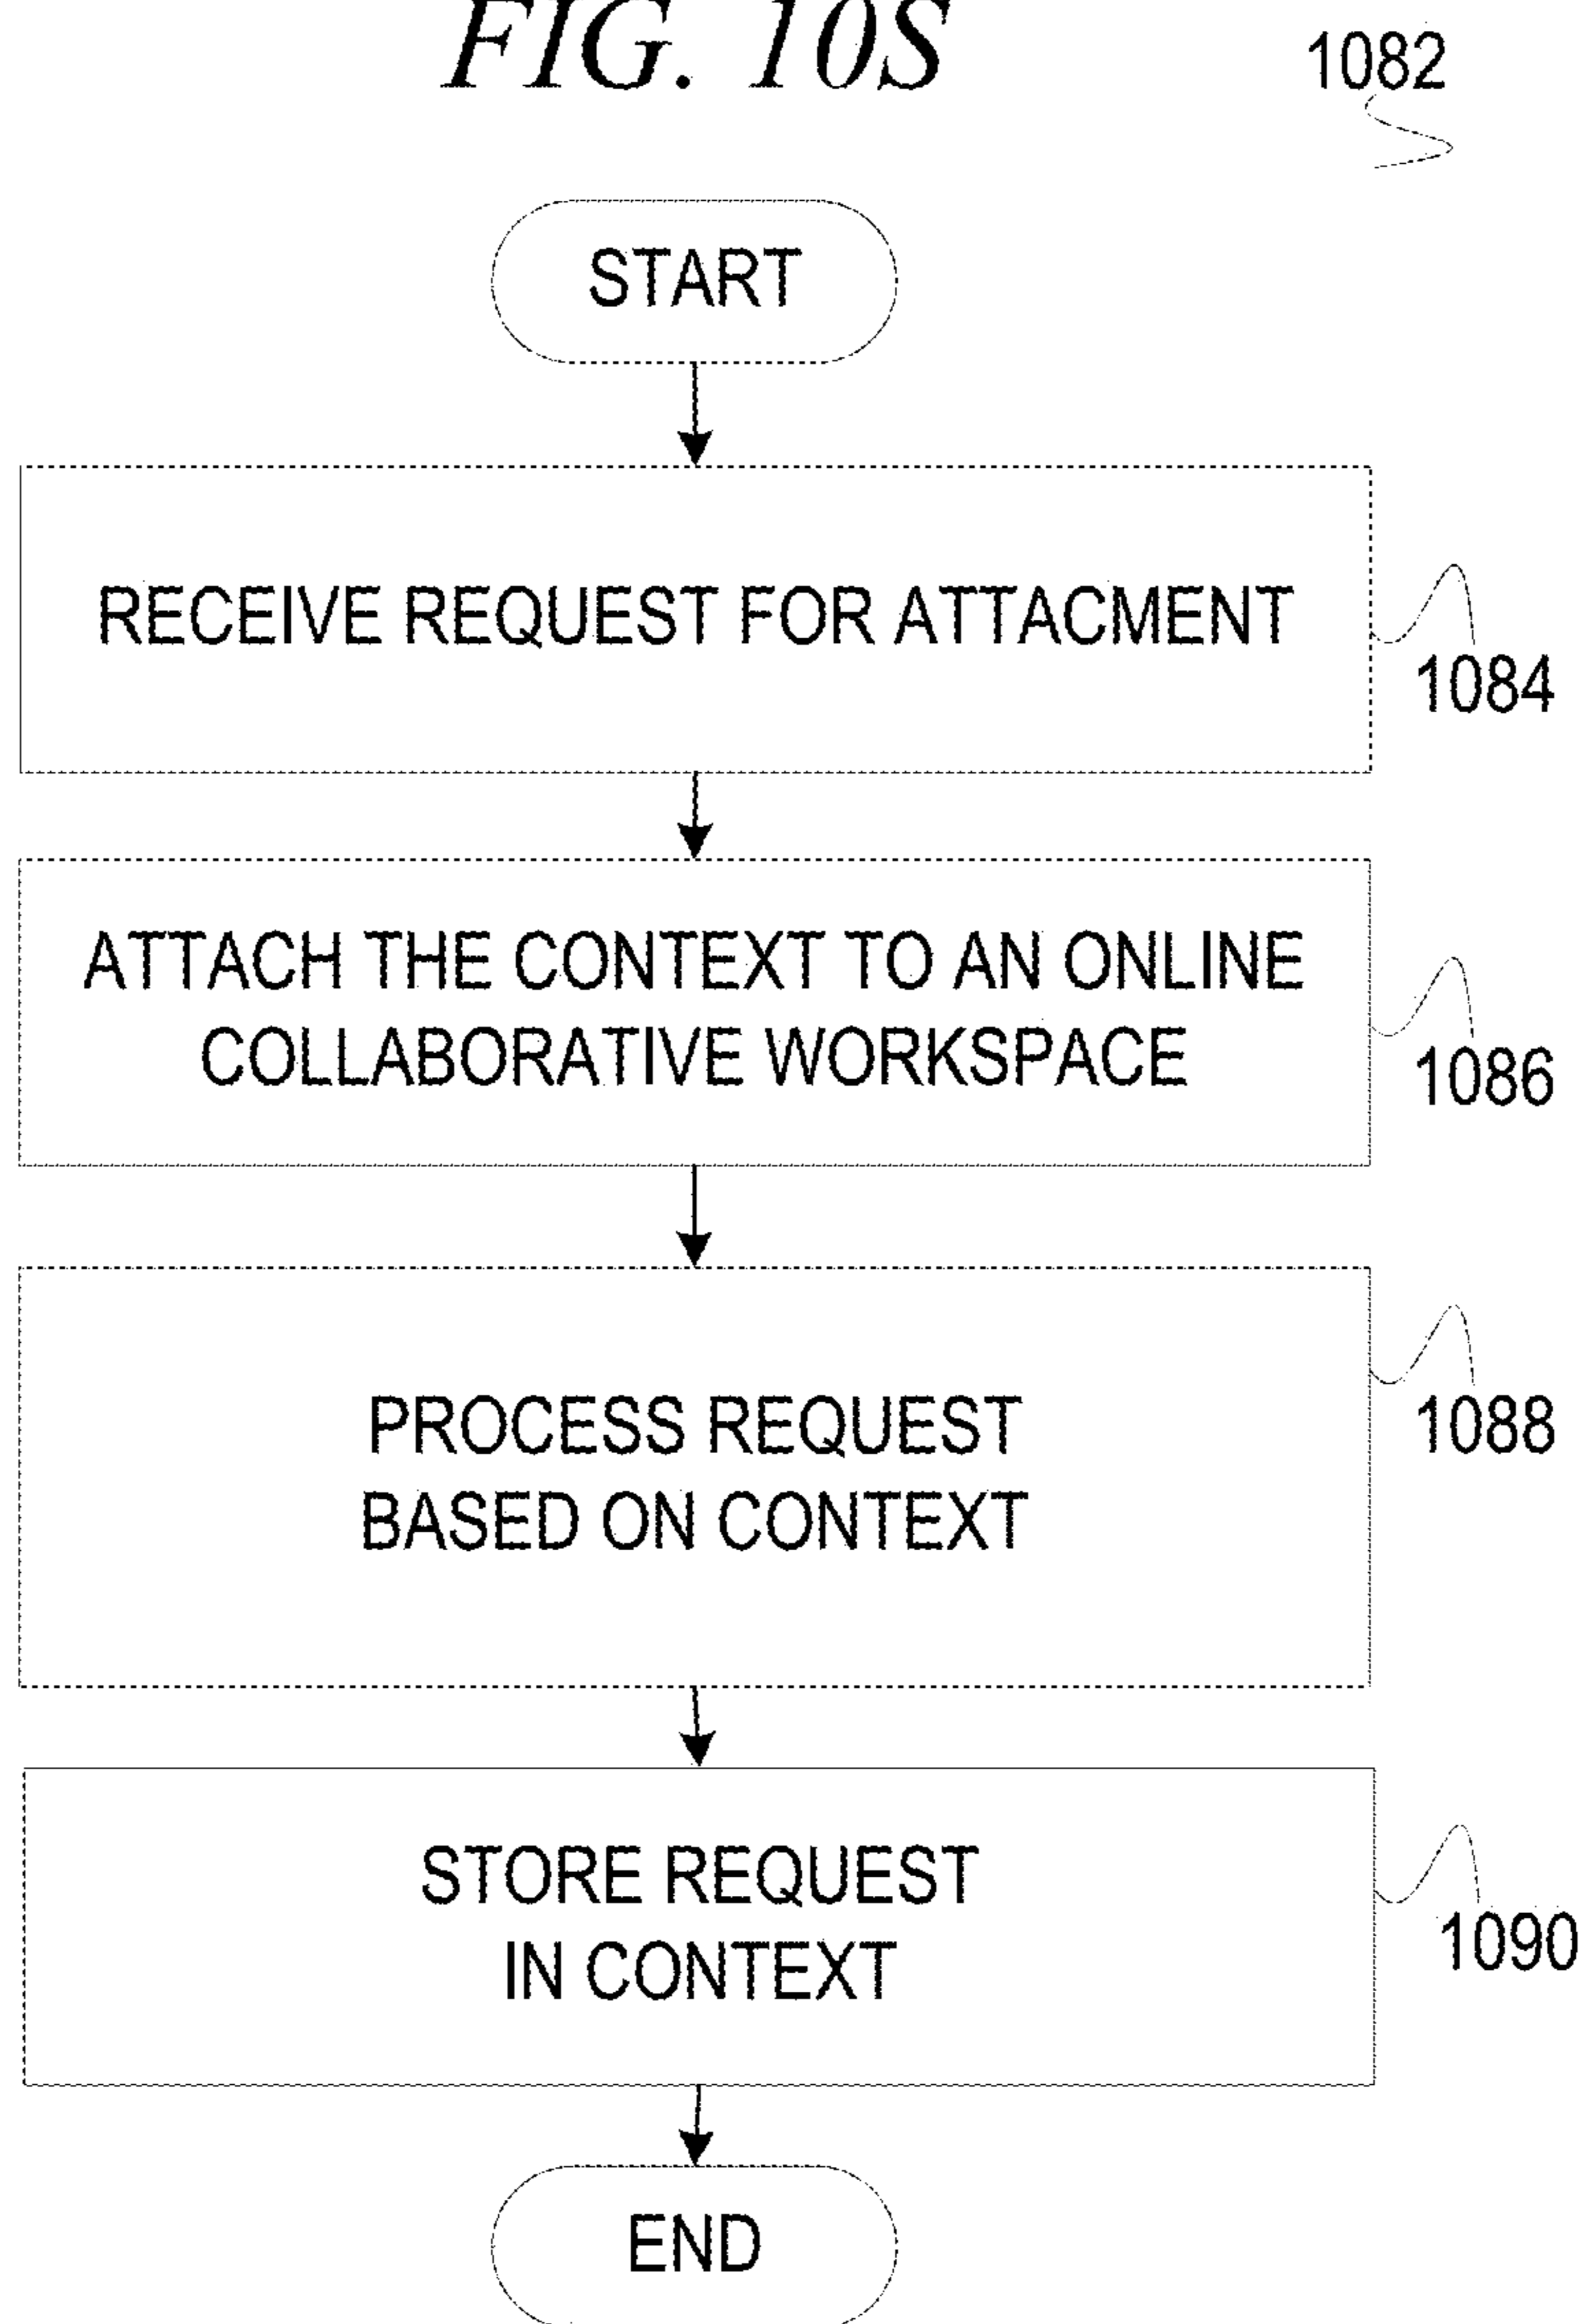 FIG. 10S
1082
START
RECEIVE REQUEST FOR ATTACMENT
1084
ATTACH THE CONTEXT TO AN ONLINE
COLLABORATIVE WORKSPACE
1086
PROCESS REQUEST
BASED ON CONTEXT
1088
STORE REQUEST
IN CONTEXT
1090
END